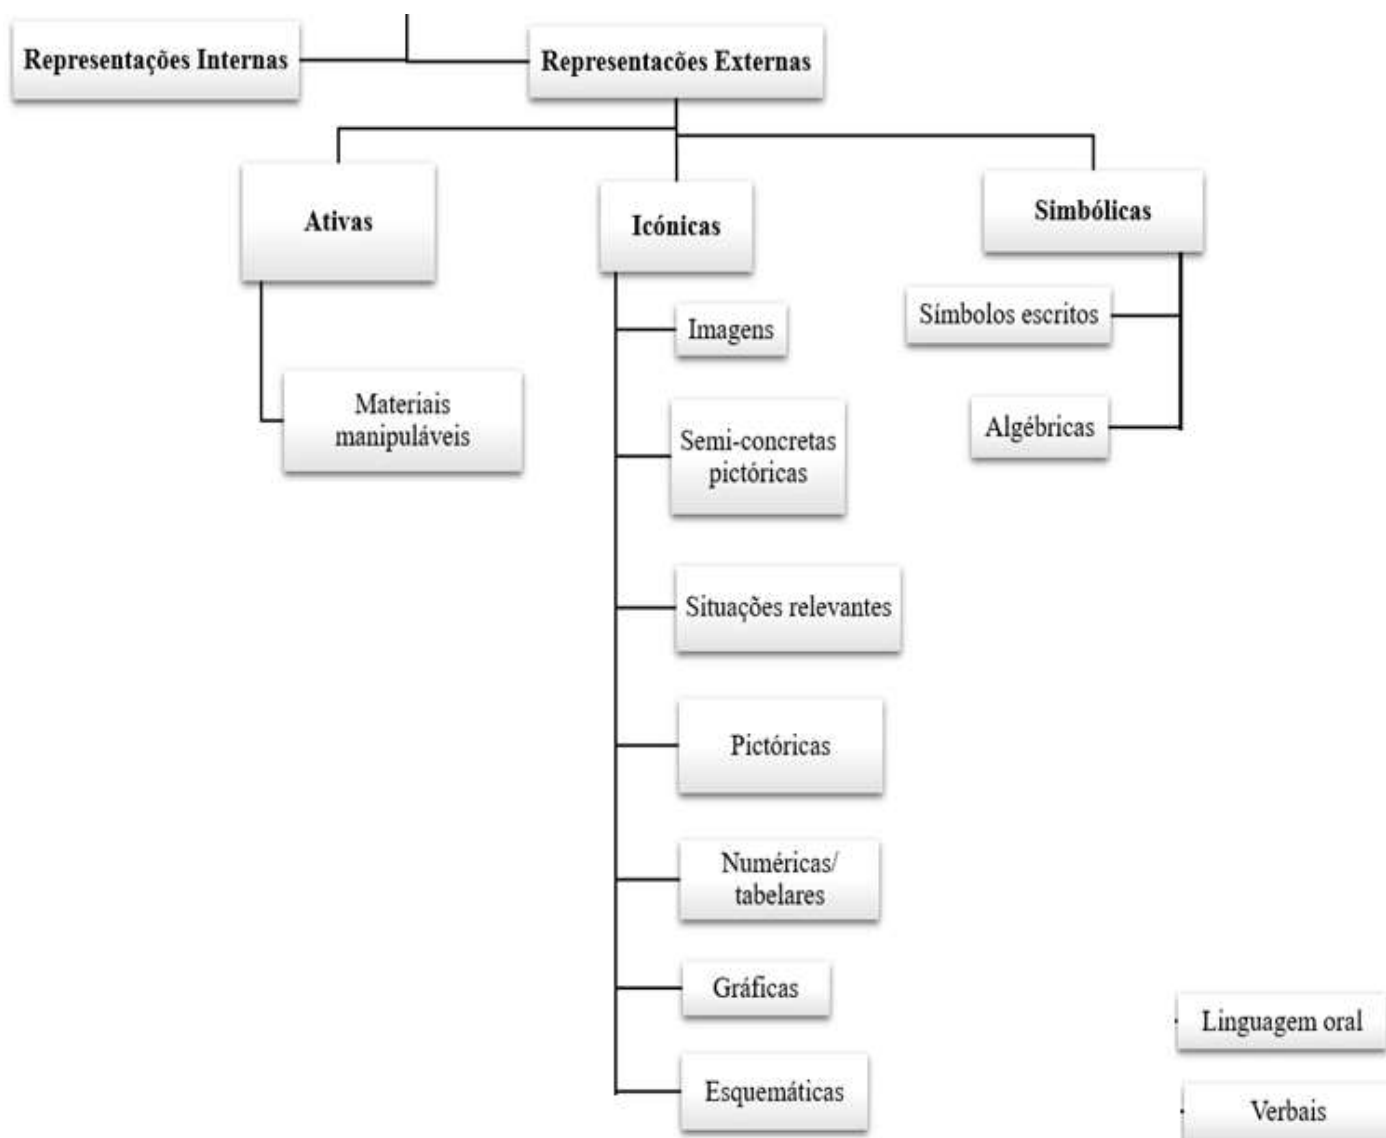 Representações Internas
Representacões Externas
Ativas
Icónicas
Simbólicas
Materiais
manipuláveis
Imagens
Semi-concretas
pictóricas
Situações relevantes
Pictóricas
Numéricas/
tabelares
Gráficas
Esquemáticas
Símbolos escritos
Algébricas
Linguagem oral
Verbais